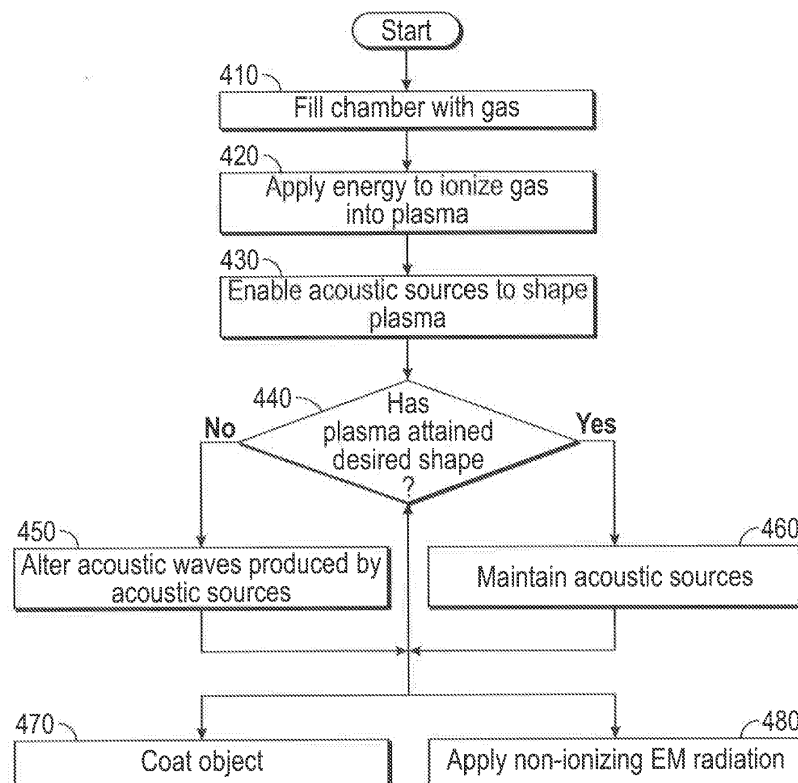 Start
410
Fill chamber with gas
420
Apply energy to ionize gas
into plasma
430
Enable acoustic sources to shape
plasma
440
Has
plasma attained
desired shape
?
No
Yes
450
Alter acoustic waves produced by
acoustic sources
460
Maintain acoustic sources
470
Coat object
480
Apply non-ionizing EM radiation